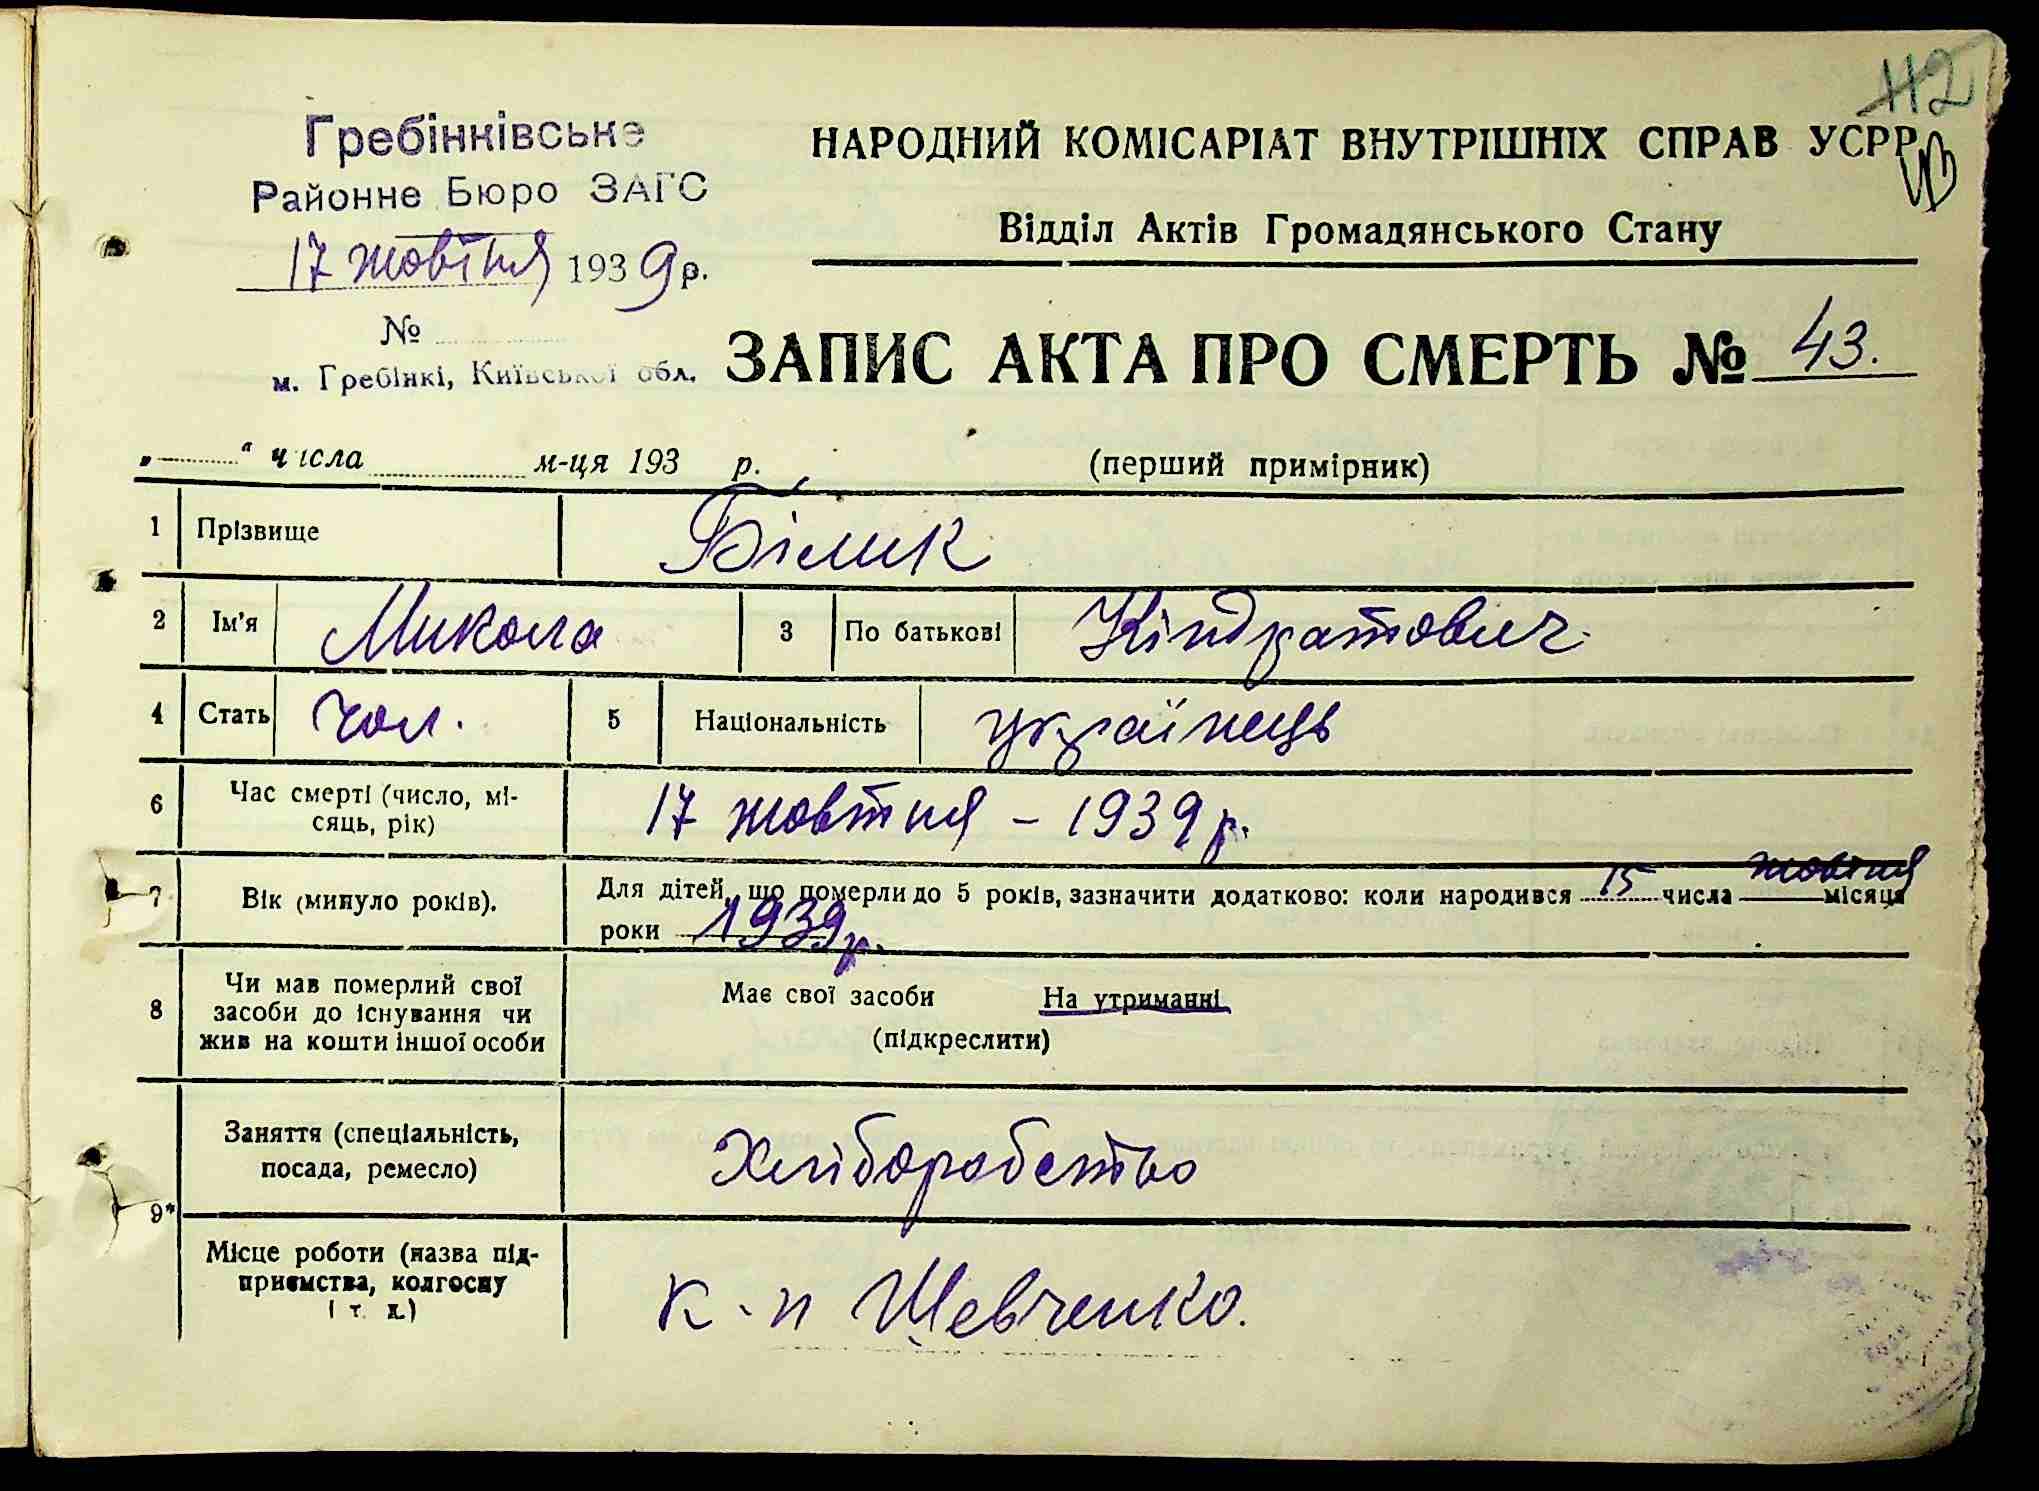 112
Гребінківське
Районне Бюро ЗАГС
17 жовтня 1939 р.
№
м. Гребінкі, Київської обл.
НАРОДНИЙ КОМІСАРІАТ ВНУТРІШНІХ СПРАВ УСРР
Відділ Актів Громадянського Стану
ЗАПИС АКТА ПРО СМЕРТЬ № 43.
„ “ числа м-ця 193 р.
(перший примірник)
1 Прізвище Білик
2 Ім'я Микола 3 По батькові Кіндратович
4 Стать чол. 5 Національність українець
6 Час смерті (число, мі-
сяць, рік) 17 жовтня - 1939 р.
7 Вік (минуло років). Для дітей, що померли до 5 років, зазначити додатково: коли народився 15 числа жовтня місяця
роки 1939 р.
8 Чи мав померлий свої
засоби до існування чи
жив на кошти іншої особи
Має свої засоби На утриманні
(підкреслити)
9*
Заняття (спеціальність,
посада, ремесло) Хліборобство
Місце роботи (назва під-
приємства, колгоспу
і т. д.) к-п Шевченко.